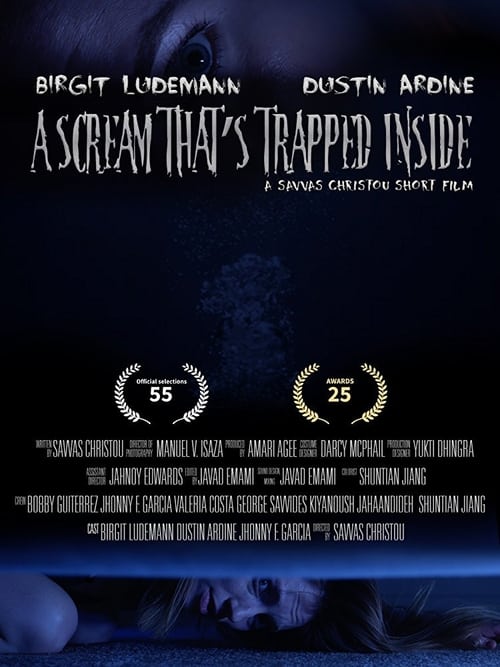 BIRGIT LUDEMANN DUSTIN ARDINE
A SCREAM THAT'S TRAPPED INSIDE
A SAVVAS CHRISTOU SHORT FILM
Official selections
55
AWARDS
25
WRITTEN BY SAVVAS CHRISTOU DIRECTOR OF PHOTOGRAPHY MANUEL V. ISAZA PRODUCED BY AMARI AGEE COSTUME DESIGNER DARCY MCPHAIL PRODUCTION DESIGNER YUKTI DHINGRA
ASSISTANT DIRECTOR JAHNOY EDWARDS EDITED BY JAVAD EMAMI SOUND DESIGN, MIXING JAVAD EMAMI COLORIST SHUNTIAN JIANG
CREW BOBBY GUITERREZ JHONNY F. GARCIA VALERIA COSTA GEORGE SAVVIDES KIYANOUSH JAHAANDIDEH SHUNTIAN JIANG
CAST BIRGIT LUDEMANN DUSTIN ARDINE JHONNY F. GARCIA DIRECTED BY SAVVAS CHRISTOU